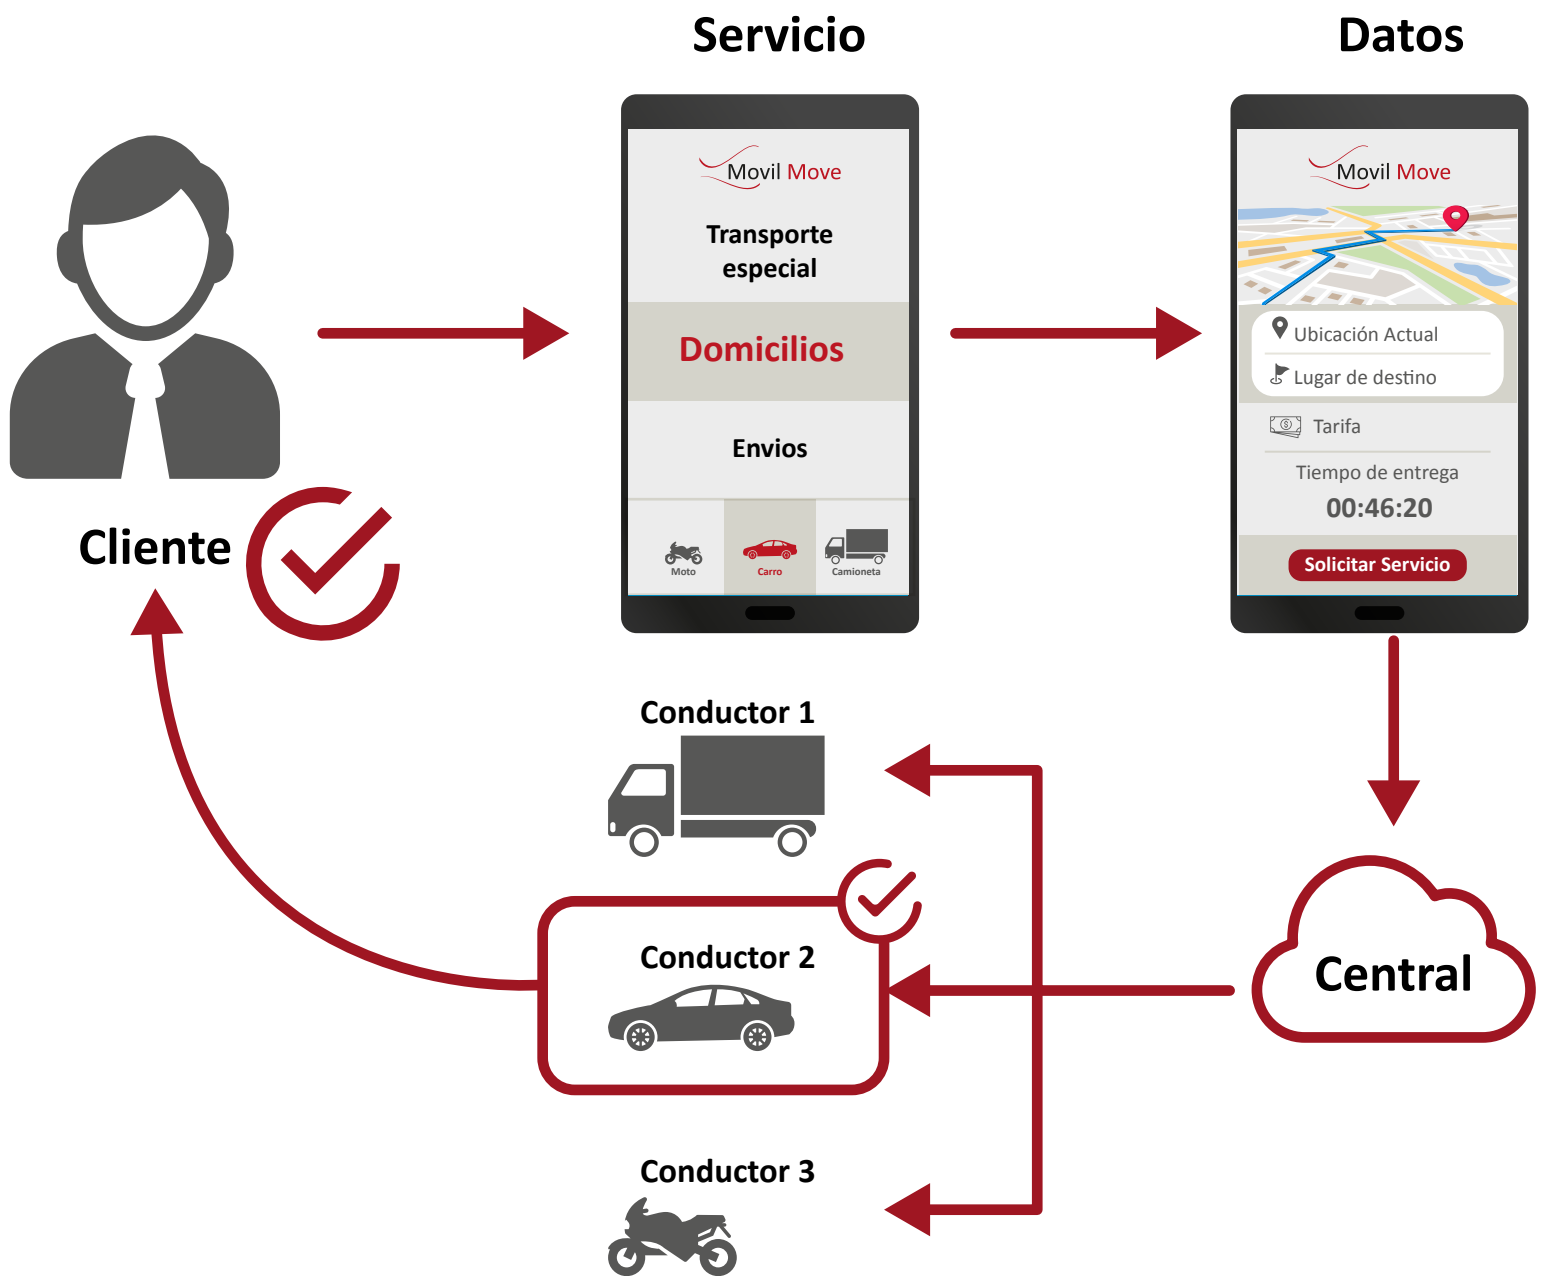 Servicio
Datos
Movil Move
Transporte
especial
Domicilios
Envios
Moto
Carro
Camioneta
Movil Move
Ubicación Actual
Lugar de destino
Tarifa
Tiempo de entrega
00:46:20
Solicitar Servicio
Cliente
Conductor 1
Conductor 2
Central
Conductor 3